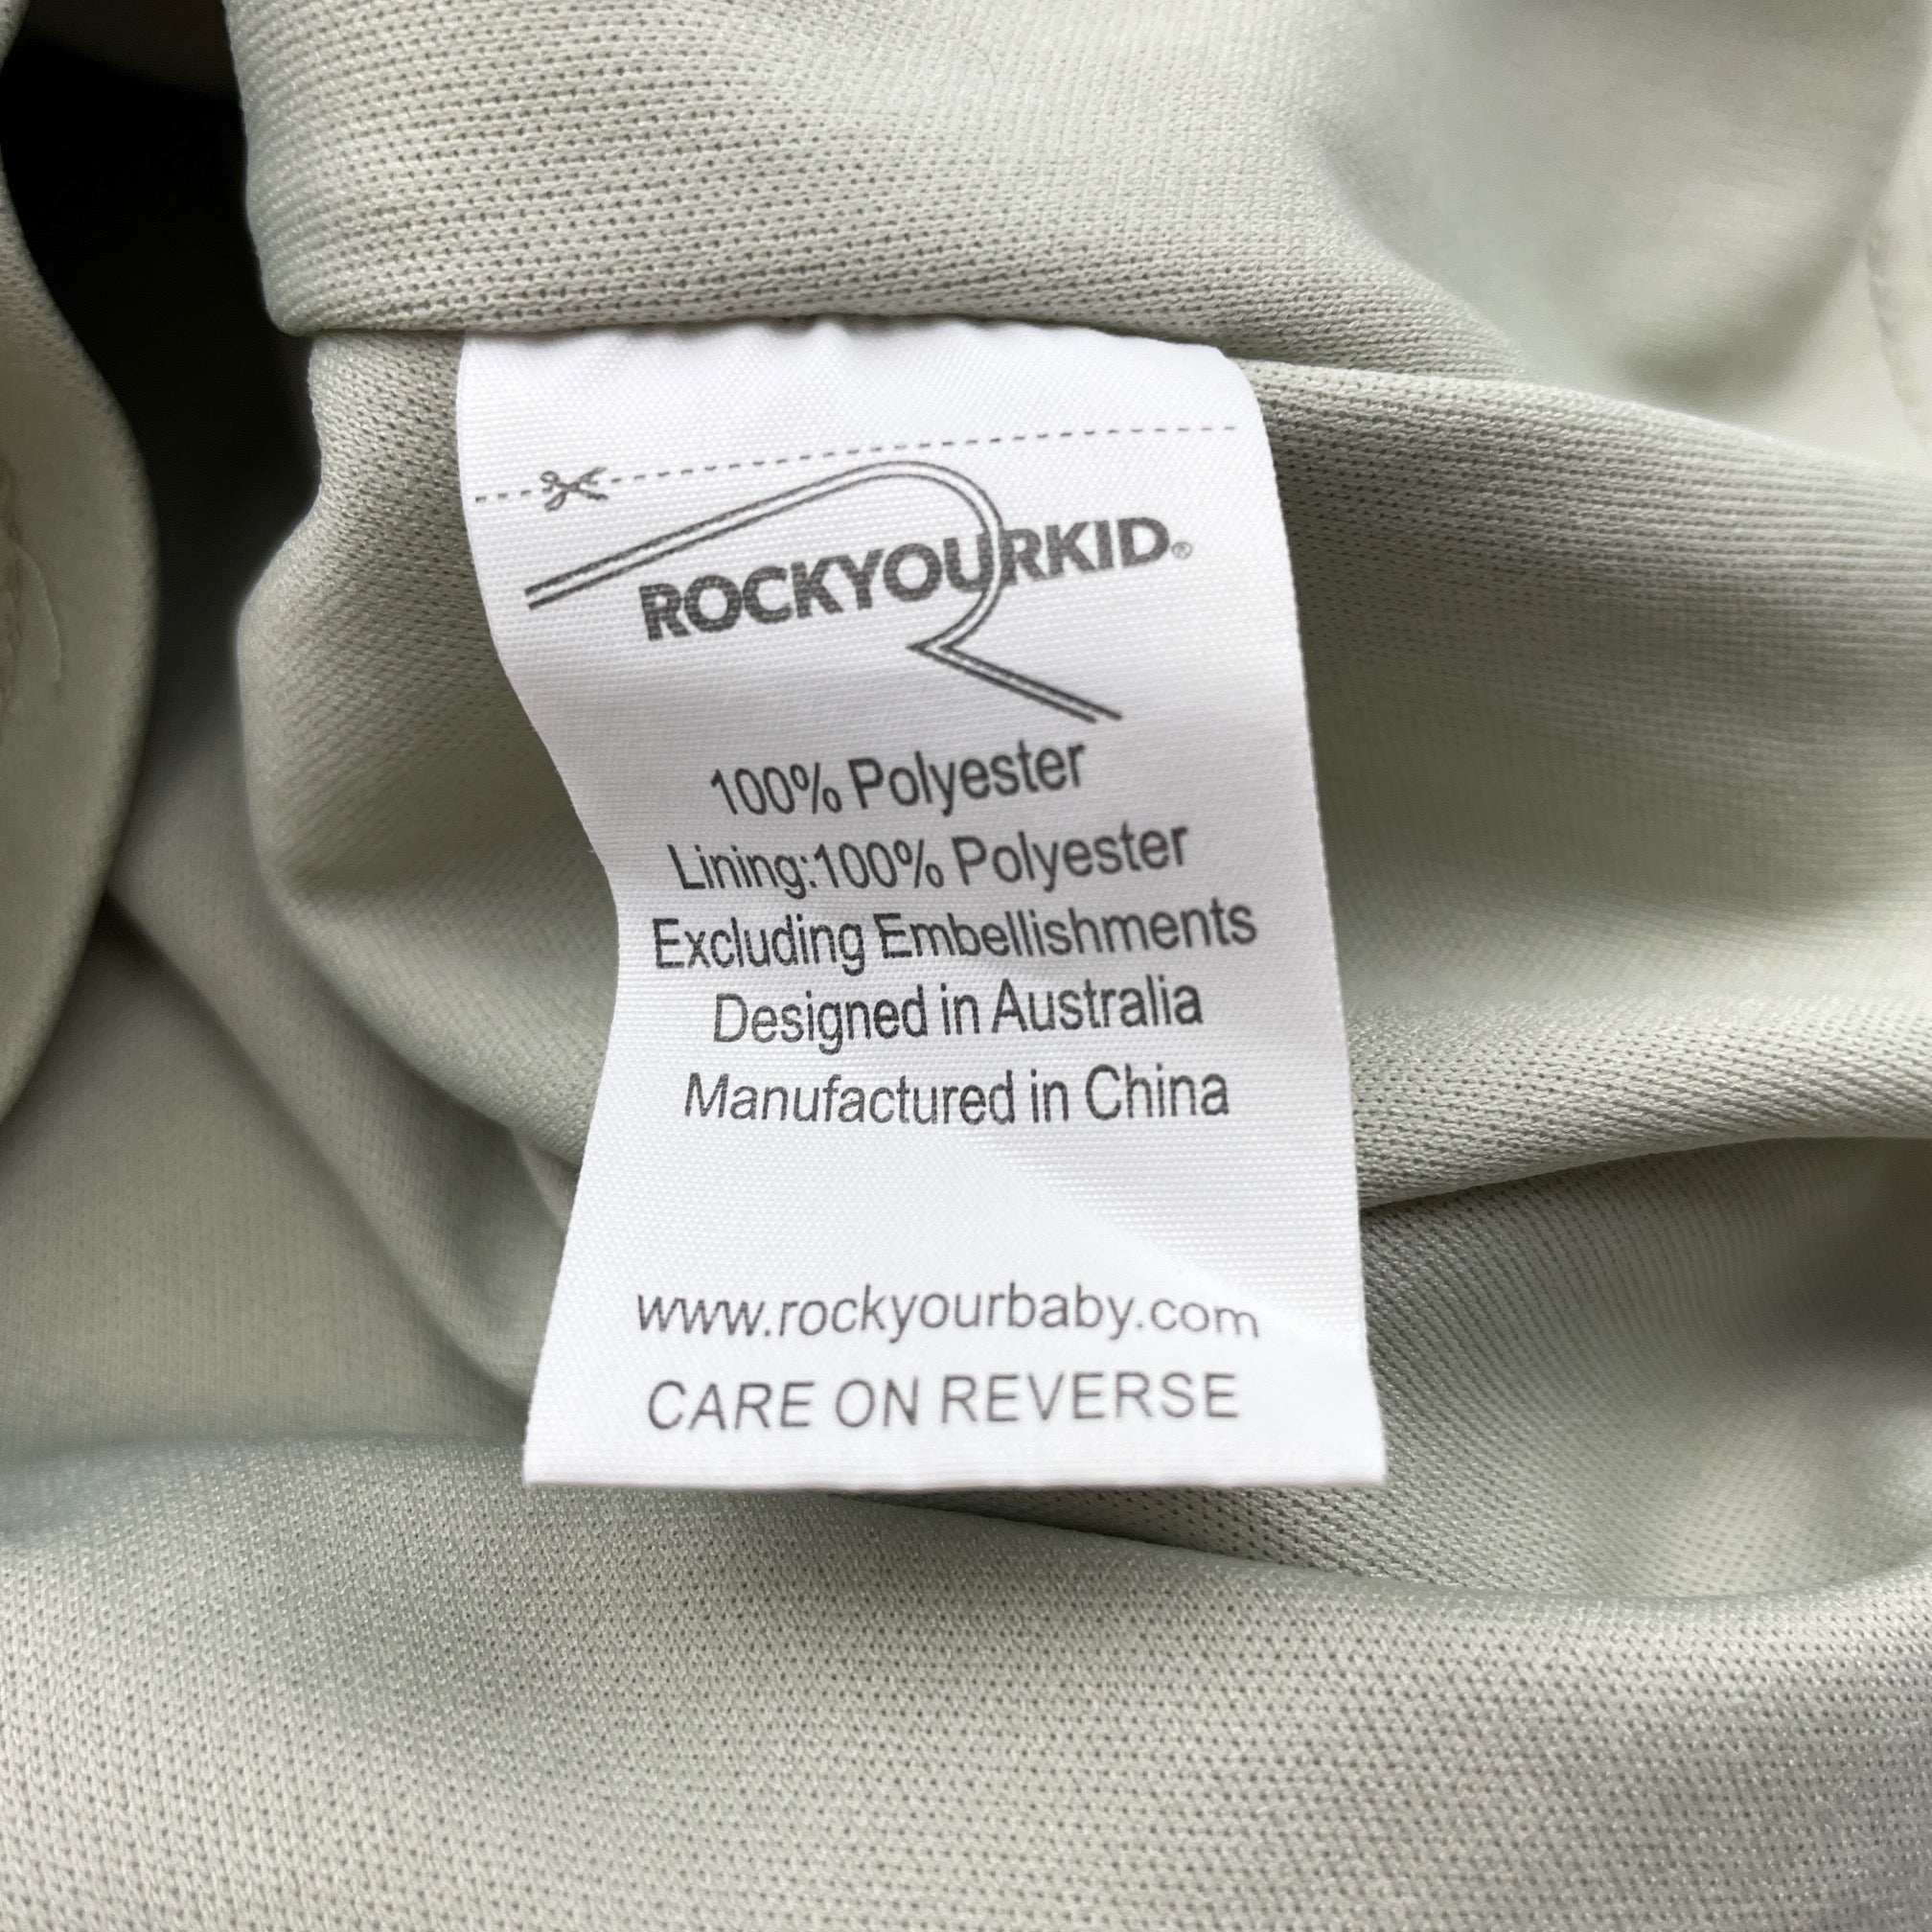 ROCKYOURKID®
100% Polyester
Lining:100% Polyester
Excluding Embellishments
Designed in Australia
Manufactured in China
www.rockyourbaby.com
CARE ON REVERSE